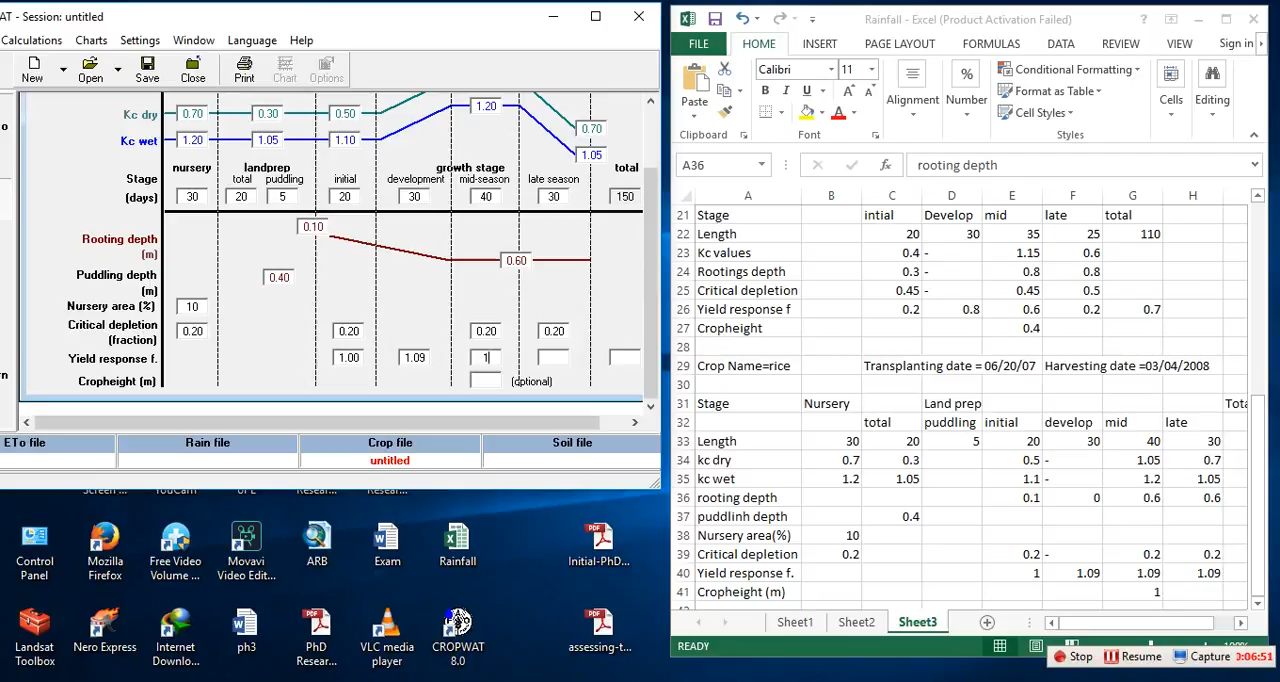 AT - Session: untitled
Calculations Charts Settings Window Language Help
New Open Save Close Print Chart Options
Kc dry 0.70 0.30 0.50 0.70
Kc wet 1.20 1.05 1.10 1.20 1.05
nursery landprep growth stage total
Stage total puddling initial development mid-season late season
(days) 30 20 5 20 30 40 30 150
Rooting depth 0.10 0.60
(m)
Puddling depth 0.40
(m)
Nursery area (%) 10
Critical depletion 0.20 0.20 0.20 0.20
(fraction)
Yield response f. 1.00 1.09 1
Cropheight (m) (optional)
ETo file Rain file Crop file Soil file
untitled
Screen ... YouCam of E Resear... Resear...
Control Panel
Mozilla Firefox
Free Video Volume ...
Movavi Video Edit...
ARB
Exam
Rainfall
Initial-PhD...
Landsat Toolbox
Nero Express
Internet Downlo...
ph3
PhD Resear...
VLC media player
CROPWAT 8.0
assessing-t...
Rainfall - Excel (Product Activation Failed)
FILE HOME INSERT PAGE LAYOUT FORMULAS DATA REVIEW VIEW Sign in
Paste Calibri 11 Alignment Number Conditional Formatting Cells Editing
B I U Format as Table
Cell Styles
Clipboard Font Styles
A36 fx rooting depth
A B C D E F G H
21 Stage intial Develop mid late total
22 Length 20 30 35 25 110
23 Kc values 0.4 - 1.15 0.6
24 Rootings depth 0.3 - 0.8 0.8
25 Critical depletion 0.45 - 0.45 0.5
26 Yield response f 0.2 0.8 0.6 0.2 0.7
27 Cropheight 0.4
28
29 Crop Name=rice Transplanting date = 06/20/07 Harvesting date =03/04/2008
30
31 Stage Nursery Land prep Tota
32 total puddling initial develop mid late
33 Length 30 20 5 20 30 40 30
34 kc dry 0.7 0.3 0.5 - 1.05 0.7
35 kc wet 1.2 1.05 1.1 - 1.2 1.05
36 rooting depth 0.1 0 0.6 0.6
37 puddlinh depth 0.4
38 Nursery area(%) 10
39 Critical depletion 0.2 0.2 - 0.2 0.2
40 Yield response f. 1 1.09 1.09 1.09
41 Cropheight (m) 1
Sheet1 Sheet2 Sheet3
READY
Stop Resume Capture 0:06:51